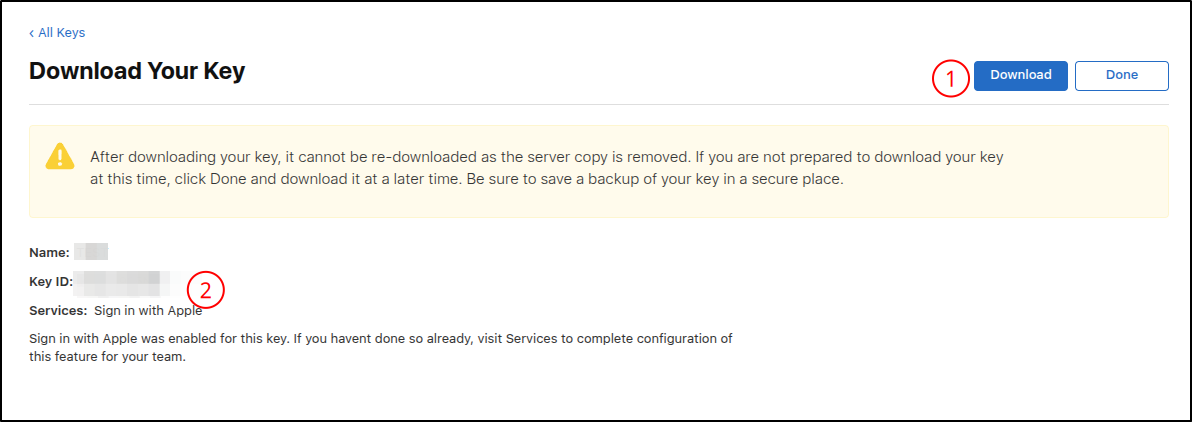 ‹ All Keys
Download Your Key
1
Download
Done
After downloading your key, it cannot be re-downloaded as the server copy is removed. If you are not prepared to download your key
at this time, click Done and download it at a later time. Be sure to save a backup of your key in a secure place.
Name:
Key ID:
2
Services: Sign in with Apple
Sign in with Apple was enabled for this key. If you havent done so already, visit Services to complete configuration of
this feature for your team.